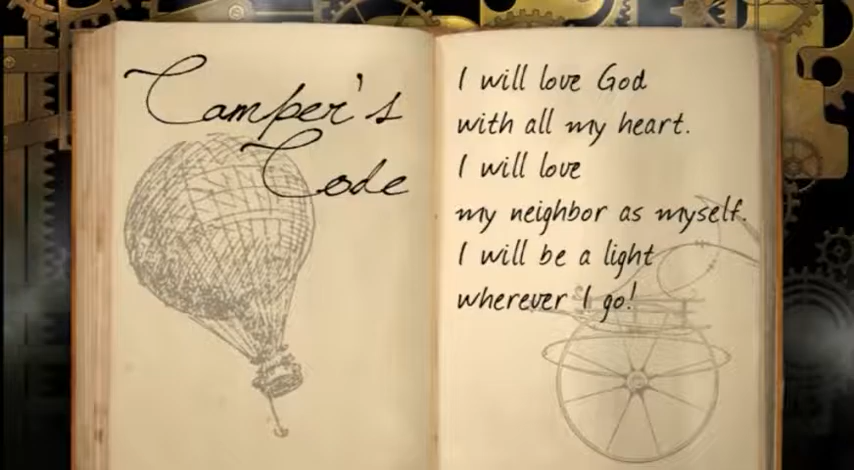 Camper's
Code
I will love God
with all my heart.
I will love
my neighbor as myself.
I will be a light
wherever I go!